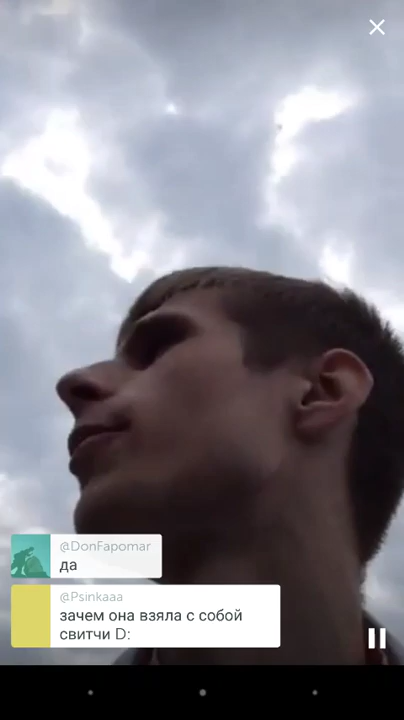 @DonFapomar
да
@Psinkaaa
зачем она взяла с собой
свитчи D: